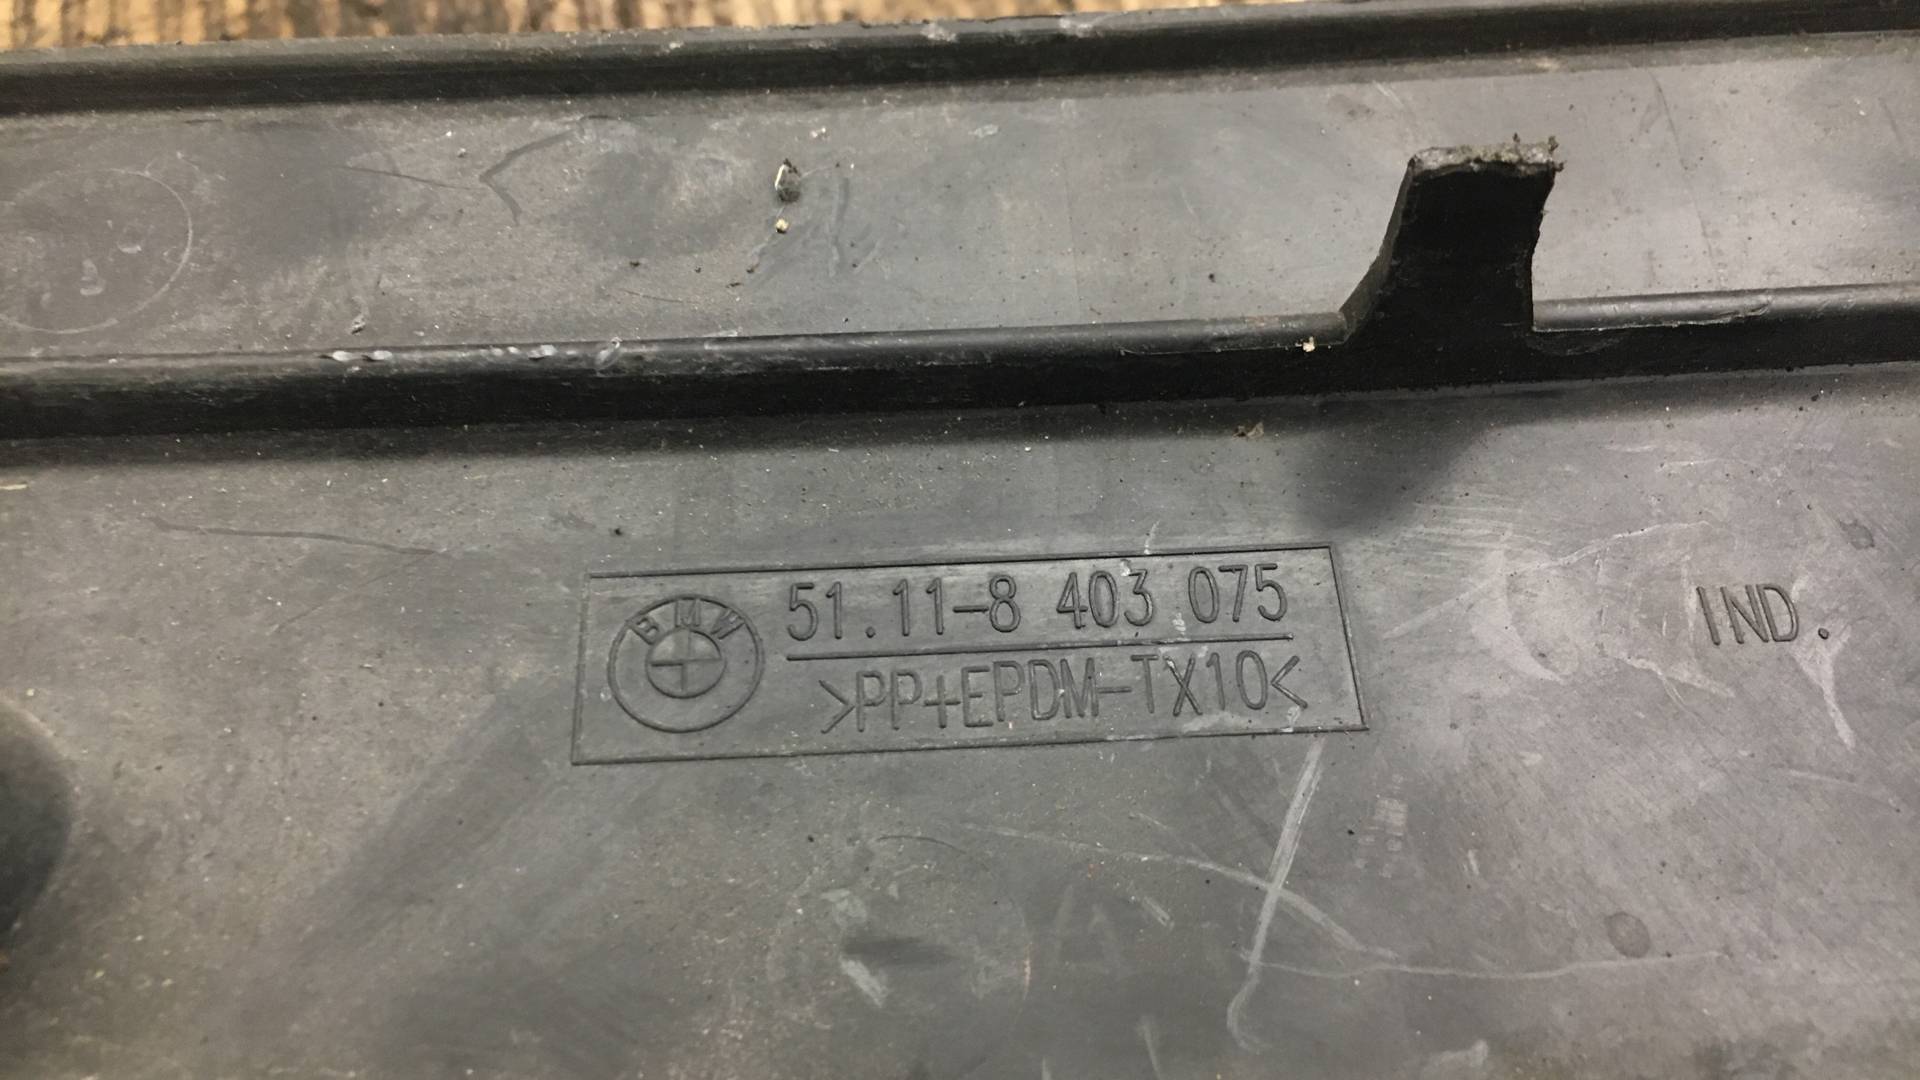 BMW
51.11-8 403 075
>PP+EPDM-TX10<
IND.